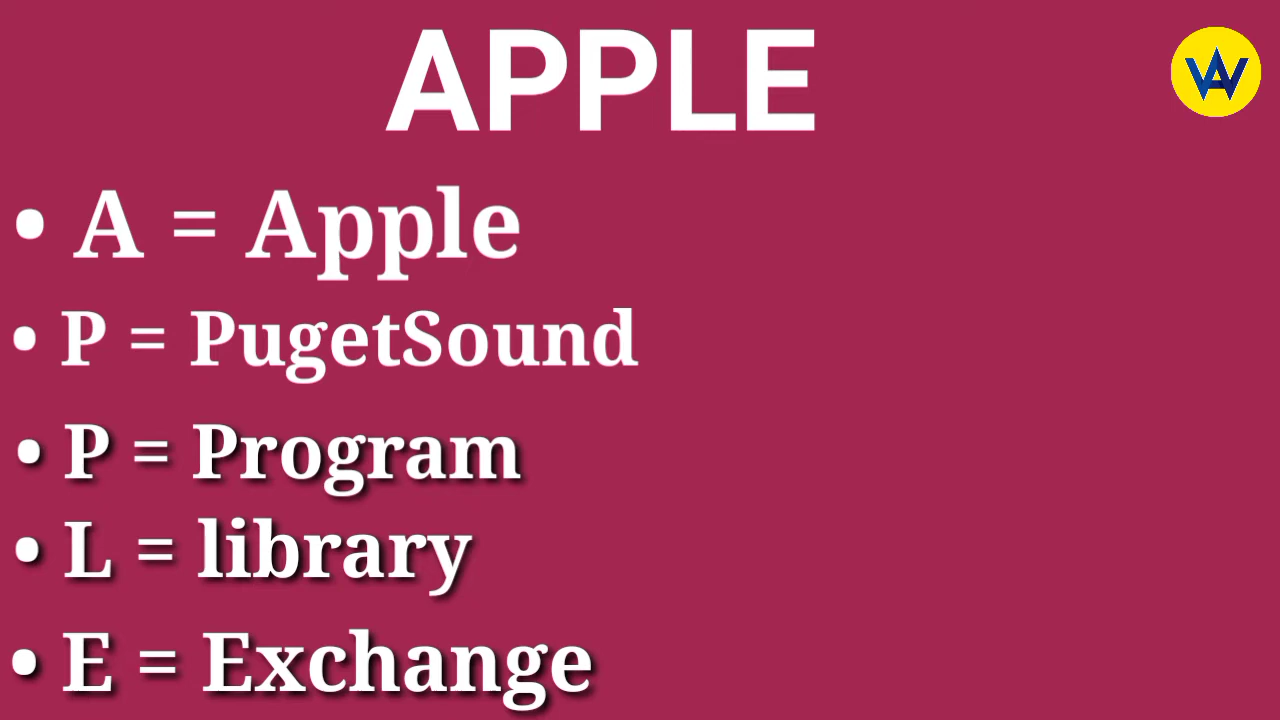 APPLE
• A = Apple
• P = PugetSound
• P = Program
• L = library
• E = Exchange